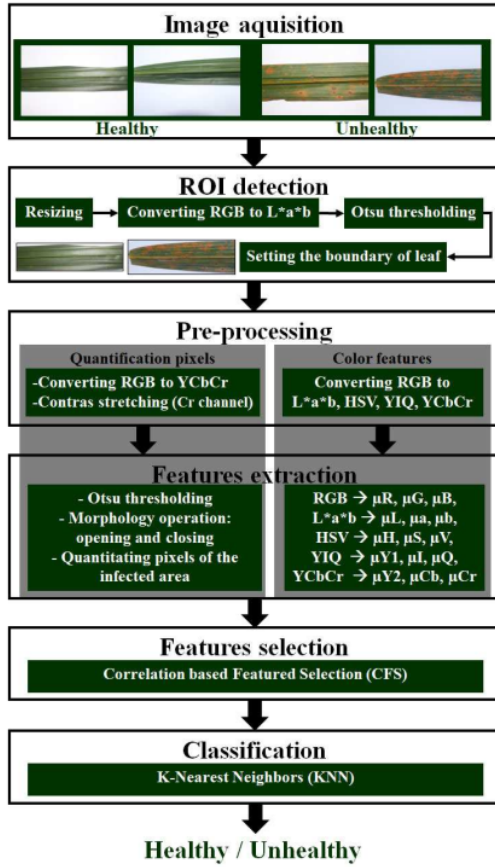 Image aquisition
Healthy
Unhealthy
ROI detection
Resizing
Converting RGB to L*a*b
Otsu thresholding
Setting the boundary of leaf
Pre-processing
Quantification pixels
-Converting RGB to YCbCr
-Contras stretching (Cr channel)
Color features
Converting RGB to
L*a*b, HSV, YIQ, YCbCr
Features extraction
- Otsu thresholding
- Morphology operation:
opening and closing
- Quantitating pixels of the
infected area
RGB → μR, μG, μB,
L*a*b → μL, μa, μb,
HSV → μH, μS, μV,
YIQ → μY1, μI, μQ,
YCbCr → μY2, μCb, μCr
Features selection
Correlation based Featured Selection (CFS)
Classification
K-Nearest Neighbors (KNN)
Healthy / Unhealthy